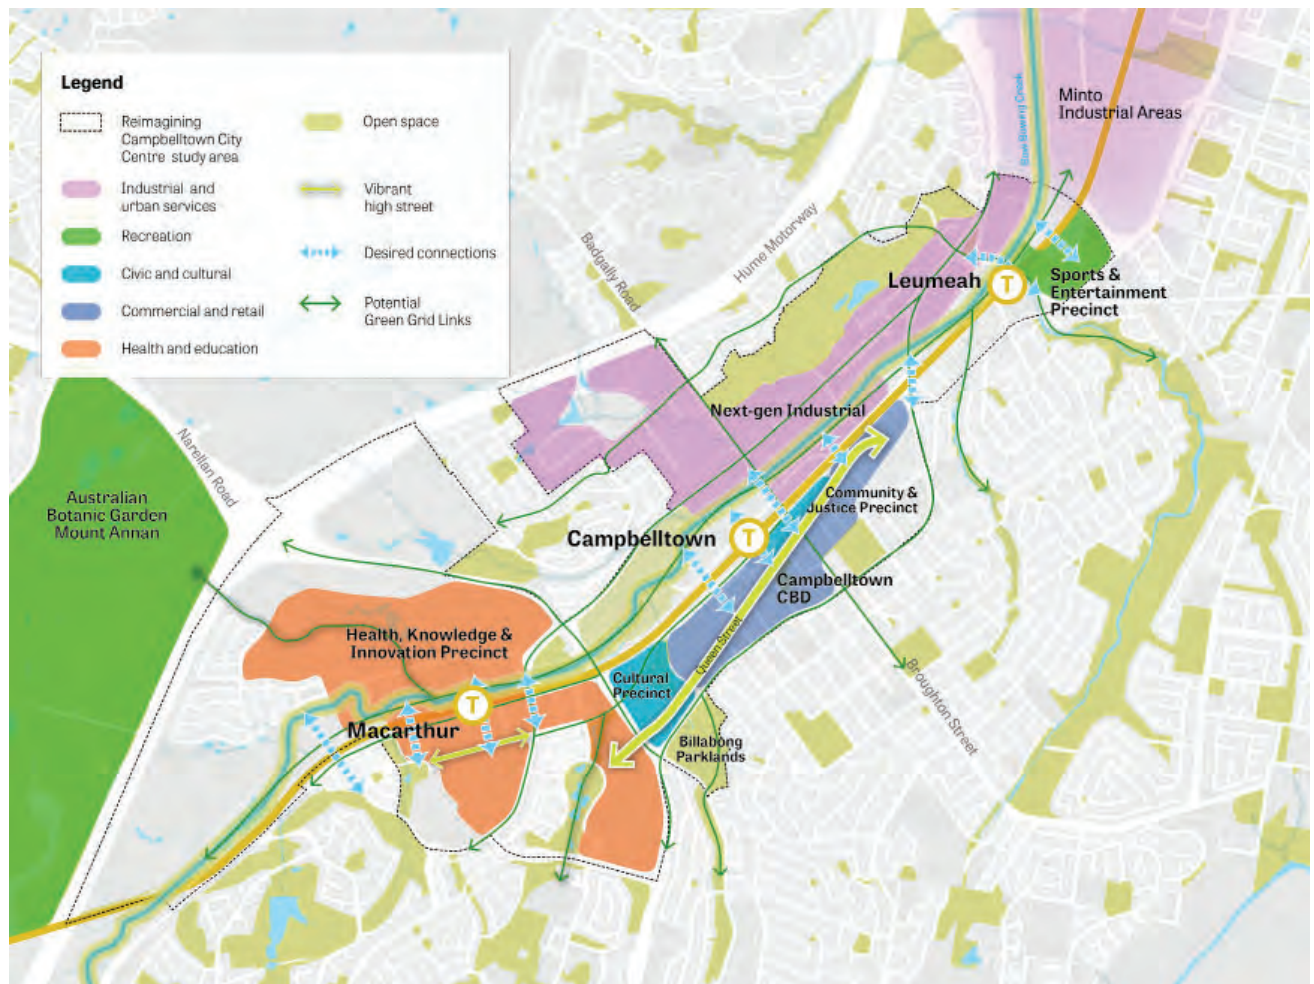 Legend
Reimagining
Campbelltown City
Centre study area
Industrial and
urban services
Recreation
Civic and cultural
Commercial and retail
Health and education
Open space
Vibrant
high street
Desired connections
Potential
Green Grid Links
Minto
Industrial Areas
Bow Bowing Creek
Hume Motorway
Badgally Road
Leumeah
T
Sports &
Entertainment
Precinct
Next-gen Industrial
Narellan Road
Australian
Botanic Garden
Mount Annan
Community &
Justice Precinct
Campbelltown
T
Campbelltown
CBD
Queen Street
Health, Knowledge &
Innovation Precinct
Cultural
Precinct
T
Macarthur
Billabong
Parklands
Broughton Street